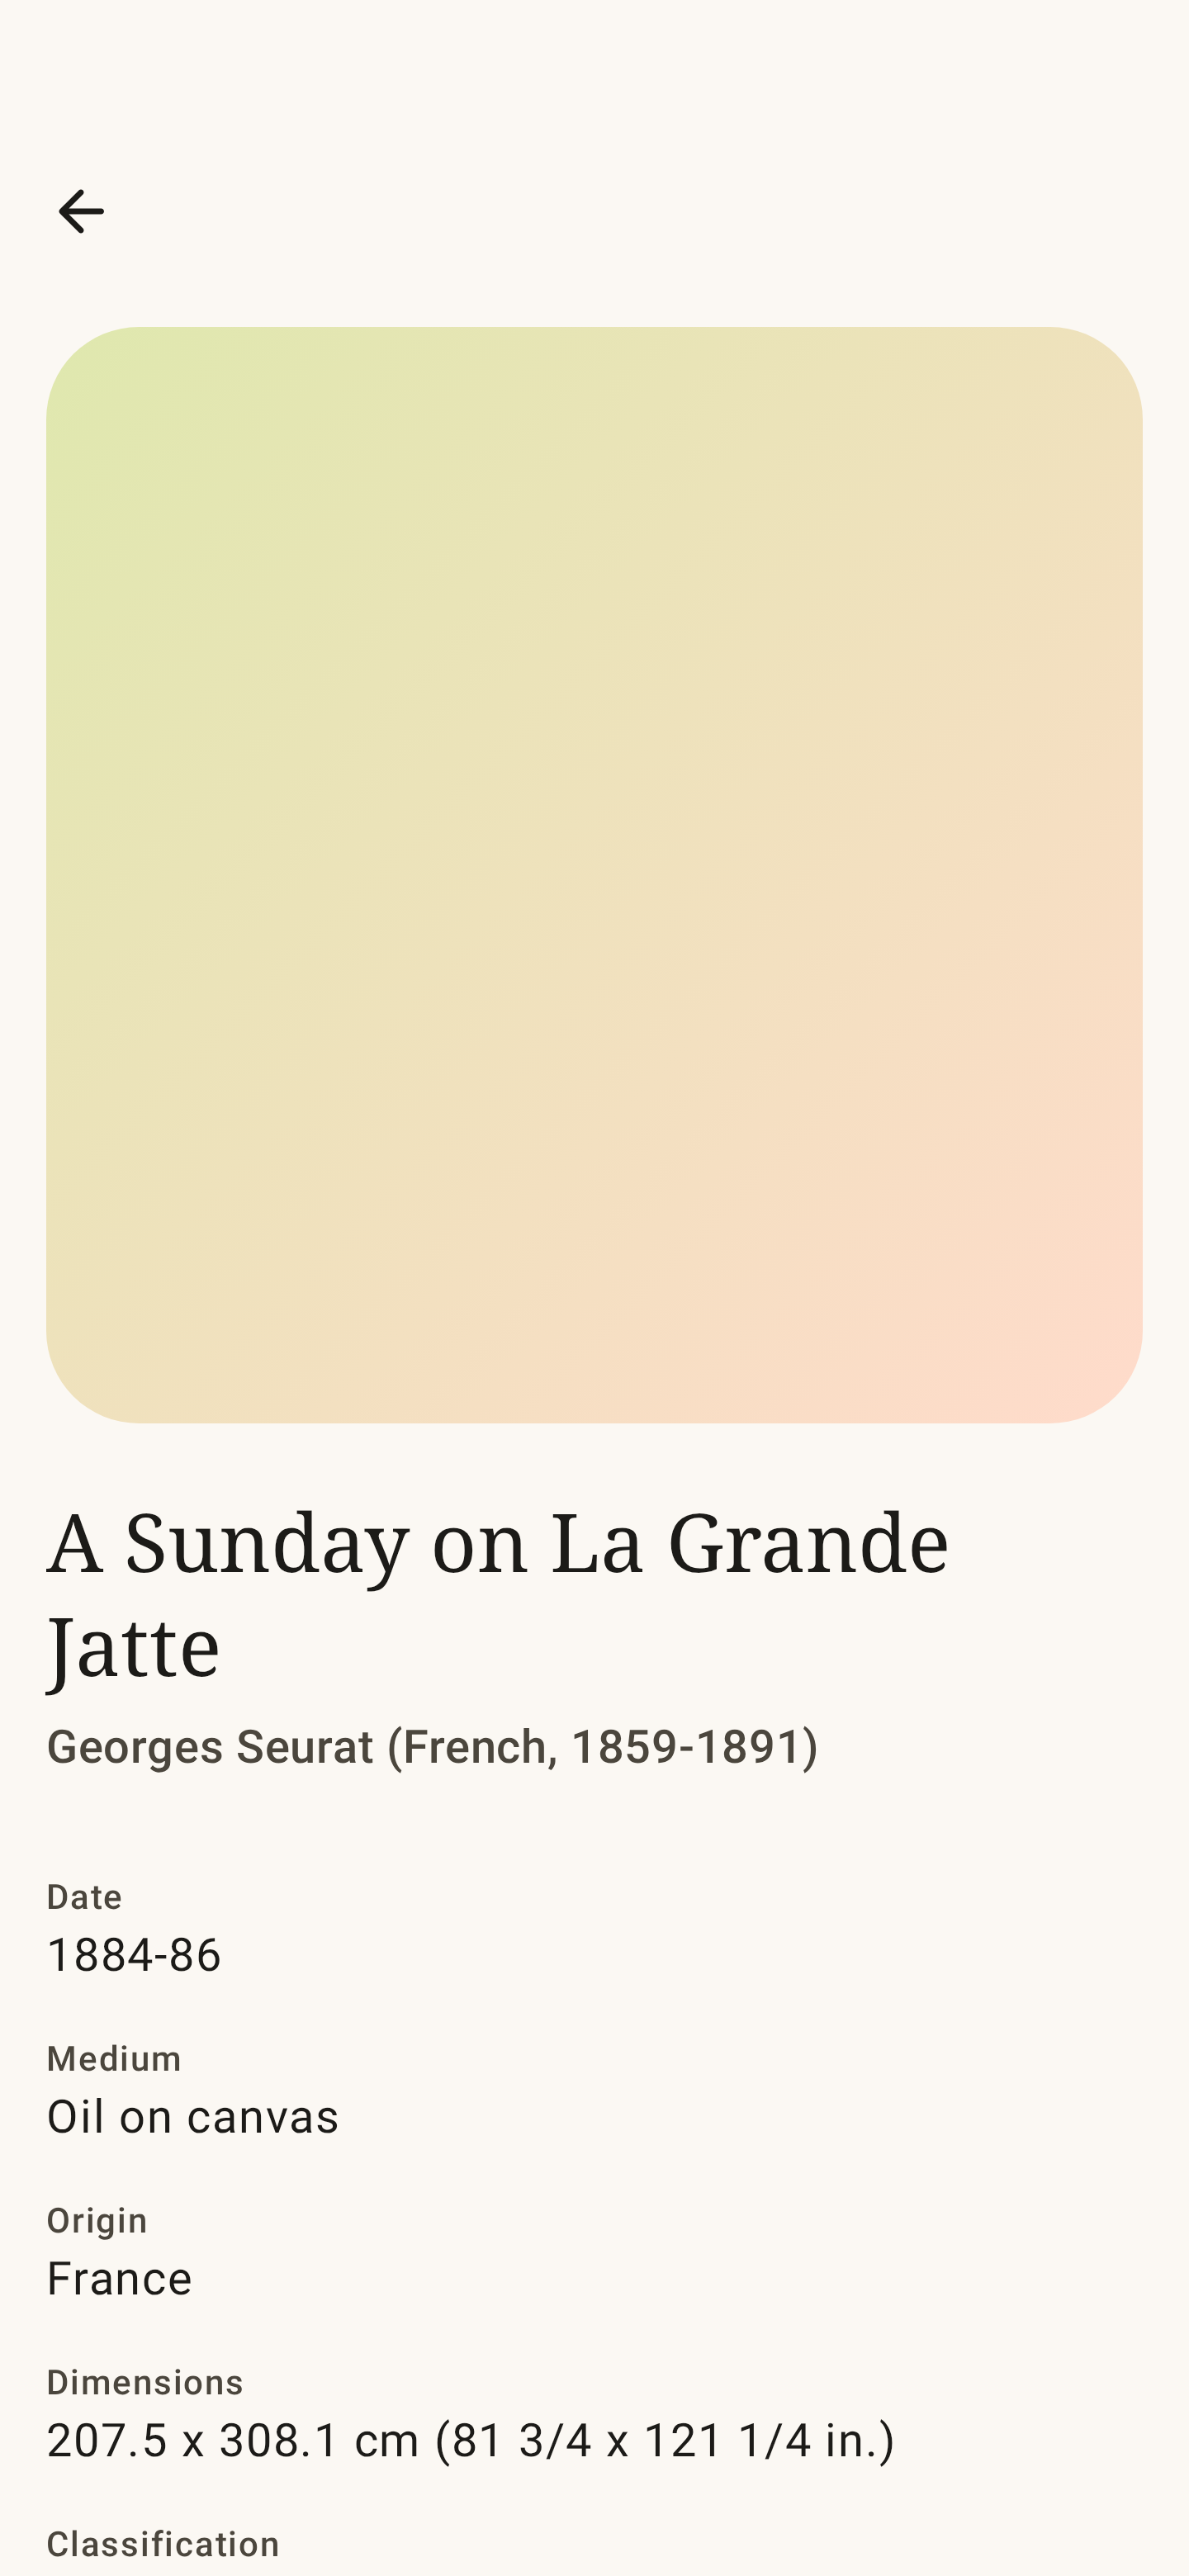 A Sunday on La Grande
Jatte
Georges Seurat (French, 1859-1891)
Date
1884-86
Medium
Oil on canvas
Origin
France
Dimensions
207.5 x 308.1 cm (81 3/4 x 121 1/4 in.)
Classification